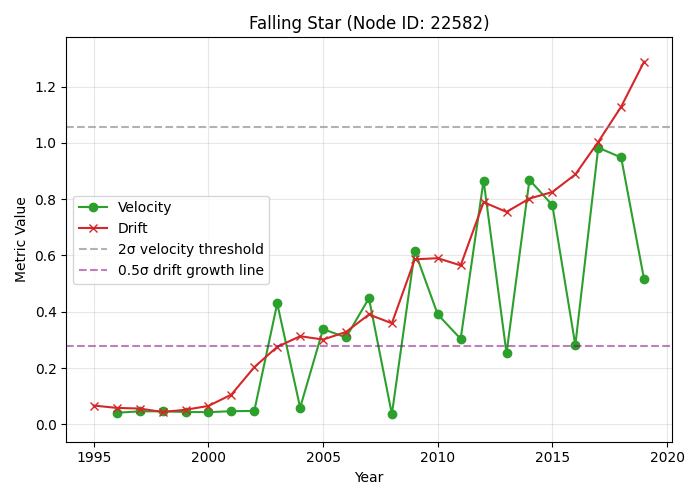 Falling Star (Node ID: 22582)
Metric Value
1.2
1.0
0.8
0.6
0.4
0.2
0.0
Velocity
Drift
2σ velocity threshold
0.5σ drift growth line
1995 2000 2005 2010 2015 2020
Year